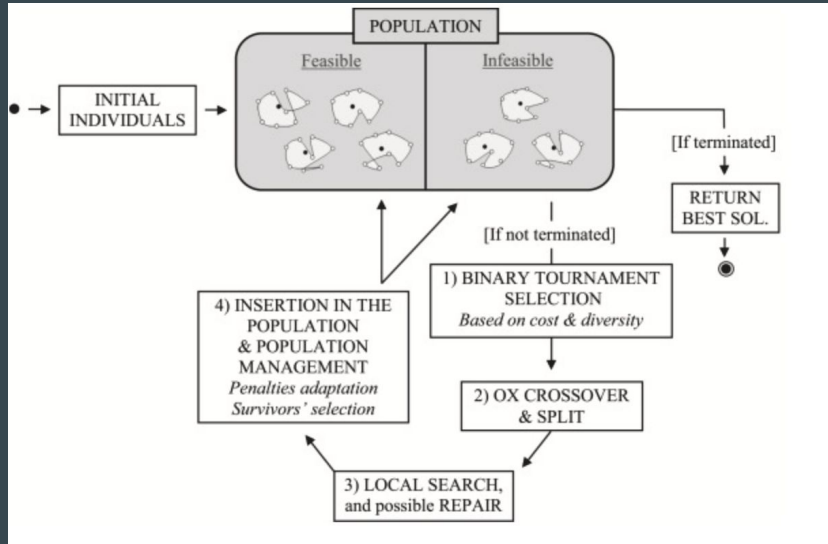 POPULATION
Feasible
Infeasible
INITIAL
INDIVIDUALS
[If terminated]
RETURN
BEST SOL.
[If not terminated]
1) BINARY TOURNAMENT
SELECTION
Based on cost & diversity
2) OX CROSSOVER
& SPLIT
3) LOCAL SEARCH,
and possible REPAIR
4) INSERTION IN THE
POPULATION
& POPULATION
MANAGEMENT
Penalties adaptation
Survivors' selection